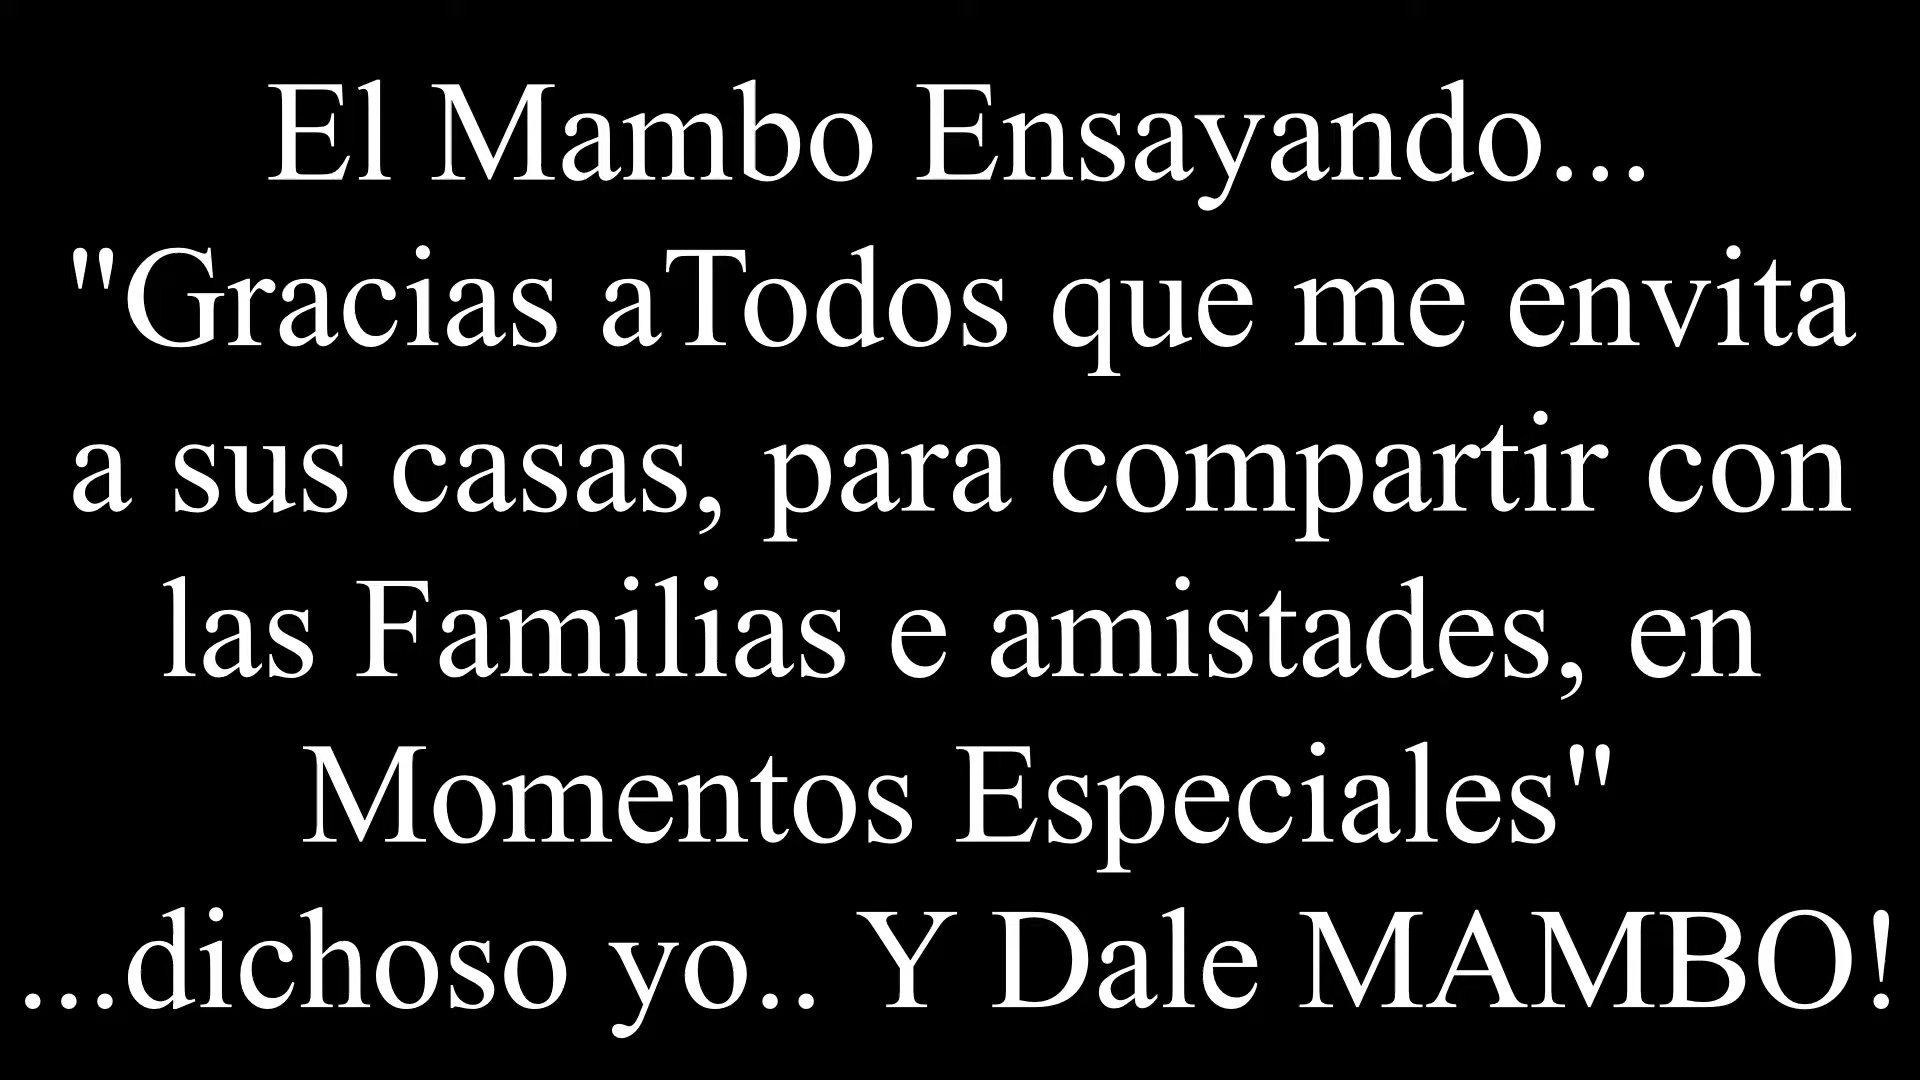 El Mambo Ensayando...
"Gracias aTodos que me envita
a sus casas, para compartir con
las Familias e amistades, en
Momentos Especiales"
...dichoso yo.. Y Dale MAMBO!